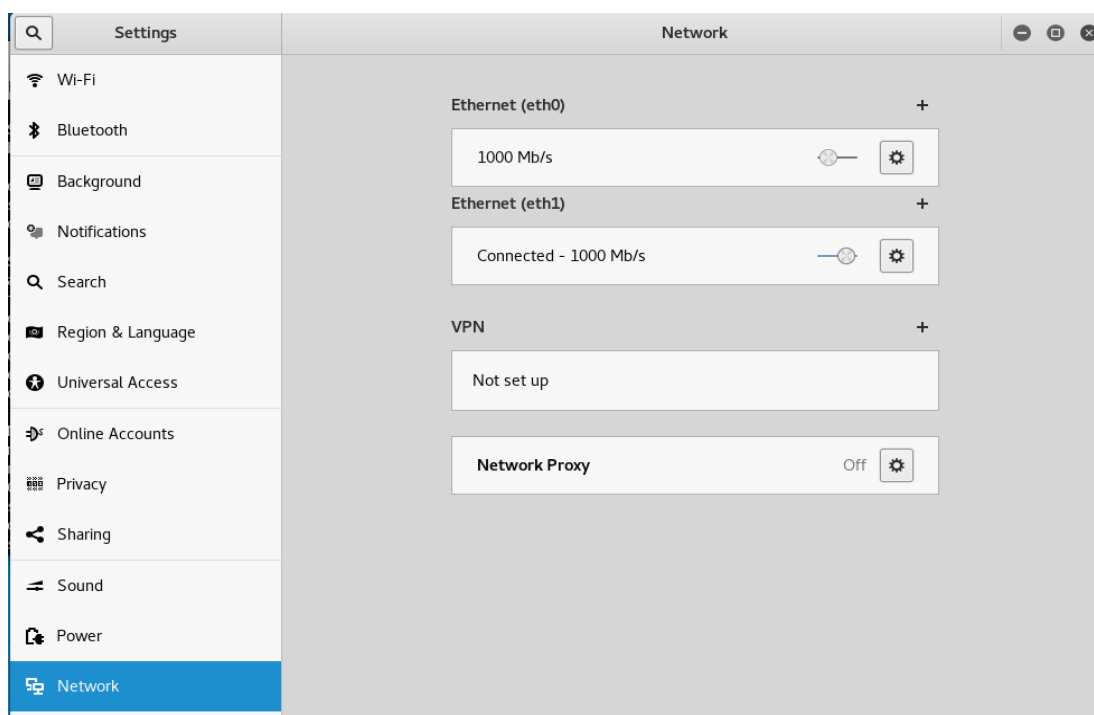 Settings
Network
Wi-Fi
Bluetooth
Background
Notifications
Search
Region & Language
Universal Access
Online Accounts
Privacy
Sharing
Sound
Power
Network
Ethernet (eth0)
1000 Mb/s
Ethernet (eth1)
Connected - 1000 Mb/s
VPN
Not set up
Network Proxy Off